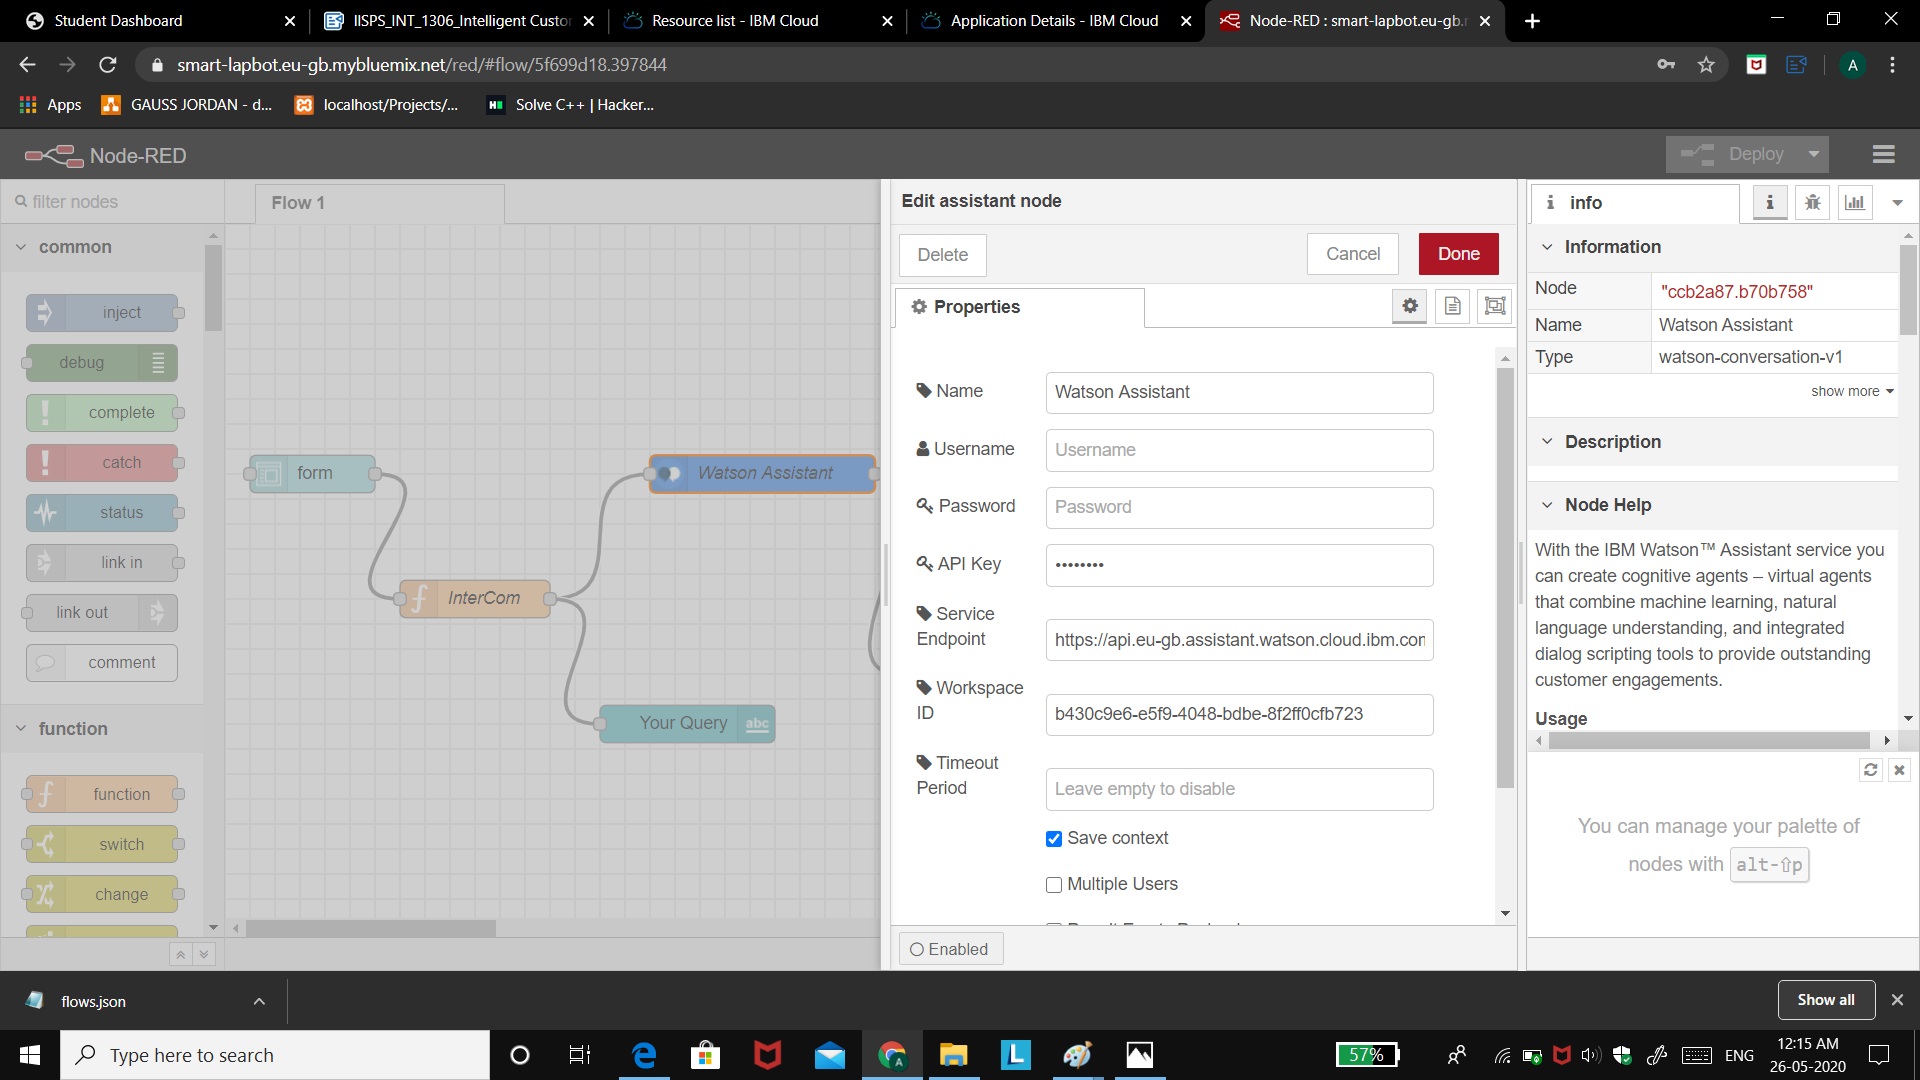 Student Dashboard
IISPS_INT_1306_Intelligent Custo
Resource list - IBM Cloud
Application Details - IBM Cloud
Node-RED : smart-lapbot.eu-gb.
smart-lapbot.eu-gb.mybluemix.net/red/#flow/5f699d18.397844
A
Apps
GAUSS JORDAN - d...
localhost/Projects/...
Solve C++ | Hacker...
Node-RED
Deploy
filter nodes
common
inject
debug
complete
catch
status
link in
link out
comment
function
function
switch
change
Flow 1
form
Watson Assistant
InterCom
Your Query
abc
Edit assistant node
Delete
Cancel
Done
Properties
Name
Watson Assistant
Username
Username
Password
Password
API Key
••••••••
Service
Endpoint
https://api.eu-gb.assistant.watson.cloud.ibm.con
Workspace
ID
b430c9e6-e5f9-4048-bdbe-8f2ff0cfb723
Timeout
Period
Leave empty to disable
Save context
Multiple Users
Enabled
info
Information
Node
"ccb2a87.b70b758"
Name
Watson Assistant
Type
watson-conversation-v1
show more
Description
Node Help
With the IBM Watson™ Assistant service you
can create cognitive agents – virtual agents
that combine machine learning, natural
language understanding, and integrated
dialog scripting tools to provide outstanding
customer engagements.
Usage
You can manage your palette of
nodes with alt-⇧p
flows.json
Show all
Type here to search
57%
ENG
12:15 AM
26-05-2020